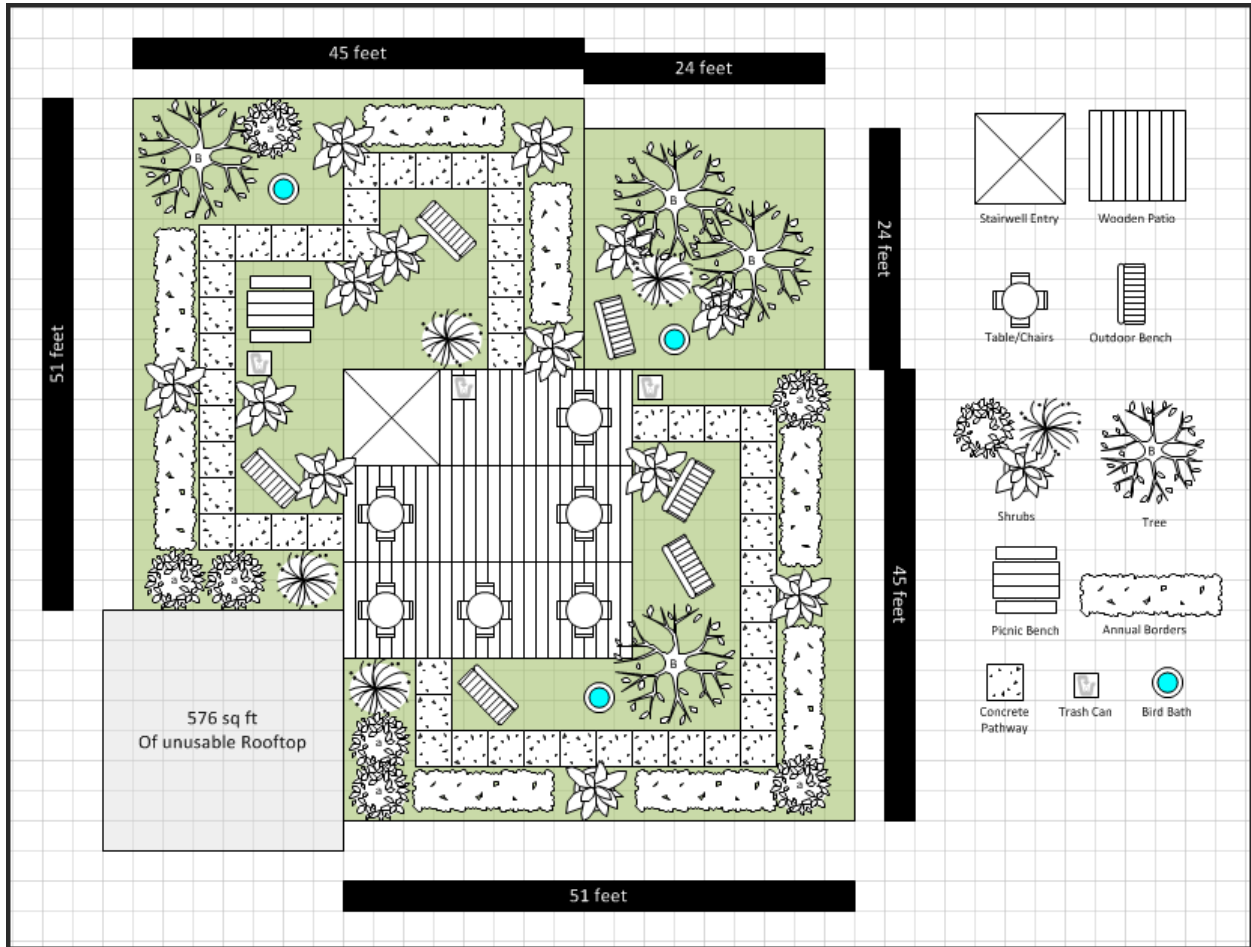 45 feet
24 feet
51 feet
24 feet
45 feet
51 feet
576 sq ft
Of unusable Rooftop
B
a
B
B
a
a
B
a
a
a
a
Stairwell Entry
Wooden Patio
Table/Chairs
Outdoor Bench
a
B
Shrubs
Tree
Picnic Bench
Annual Borders
Concrete
Pathway
Trash Can
Bird Bath